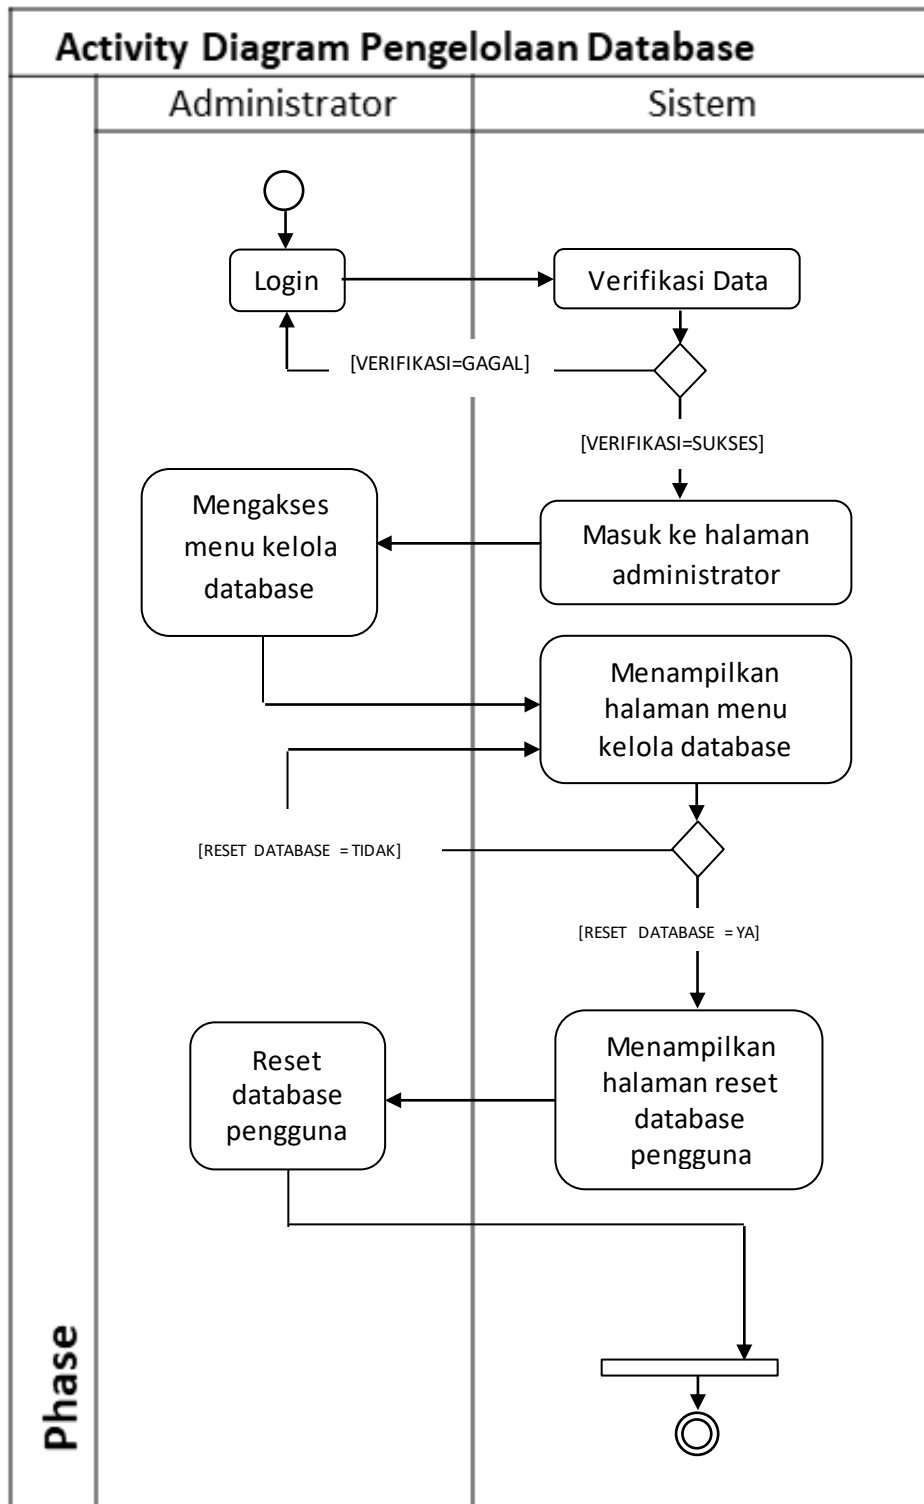 Activity Diagram Pengelolaan Database
Administrator
Sistem
Login
Verifikasi Data
[VERIFIKASI=GAGAL]
[VERIFIKASI=SUKSES]
Mengakses
menu kelola
database
Masuk ke halaman
administrator
Menampilkan
halaman menu
kelola database
[RESET DATABASE = TIDAK]
[RESET DATABASE = YA]
Reset
database
pengguna
Menampilkan
halaman reset
database
pengguna
Phase